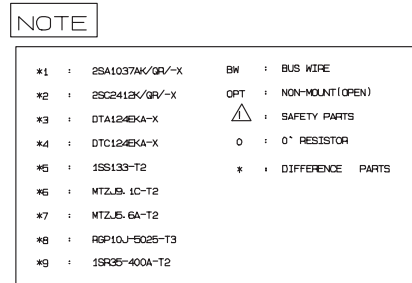 NOTE
*1 : 2SA1037AK/QR/-X
*2 : 2SC2412K/QR/-X
*3 : DTA124EKA-X
*4 : DTC124EKA-X
*5 : 1SS133-T2
*6 : MTZJ9.1C-T2
*7 : MTZJ5.6A-T2
*8 : RGP10J-5025-T3
*9 : 1SR35-400A-T2
BW : BUS WIRE
OPT : NON-MOUNT(OPEN)
! : SAFETY PARTS
O : 0` RESISTOR
* : DIFFERENCE PARTS